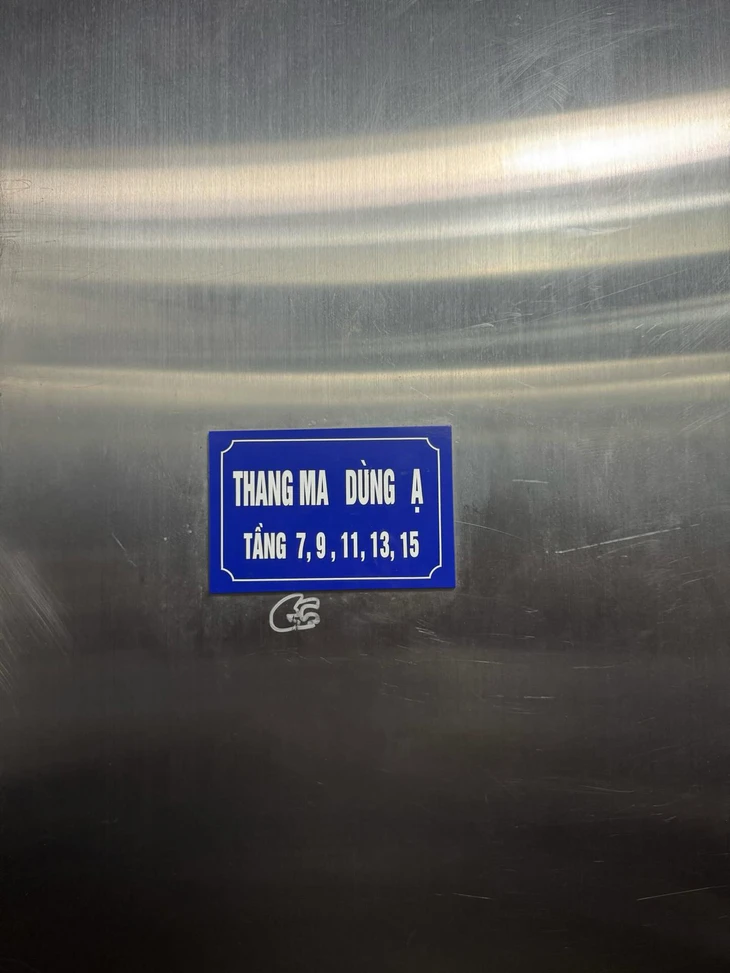 THANG MA DÙNG Ạ
TẦNG 7, 9, 11, 13, 15